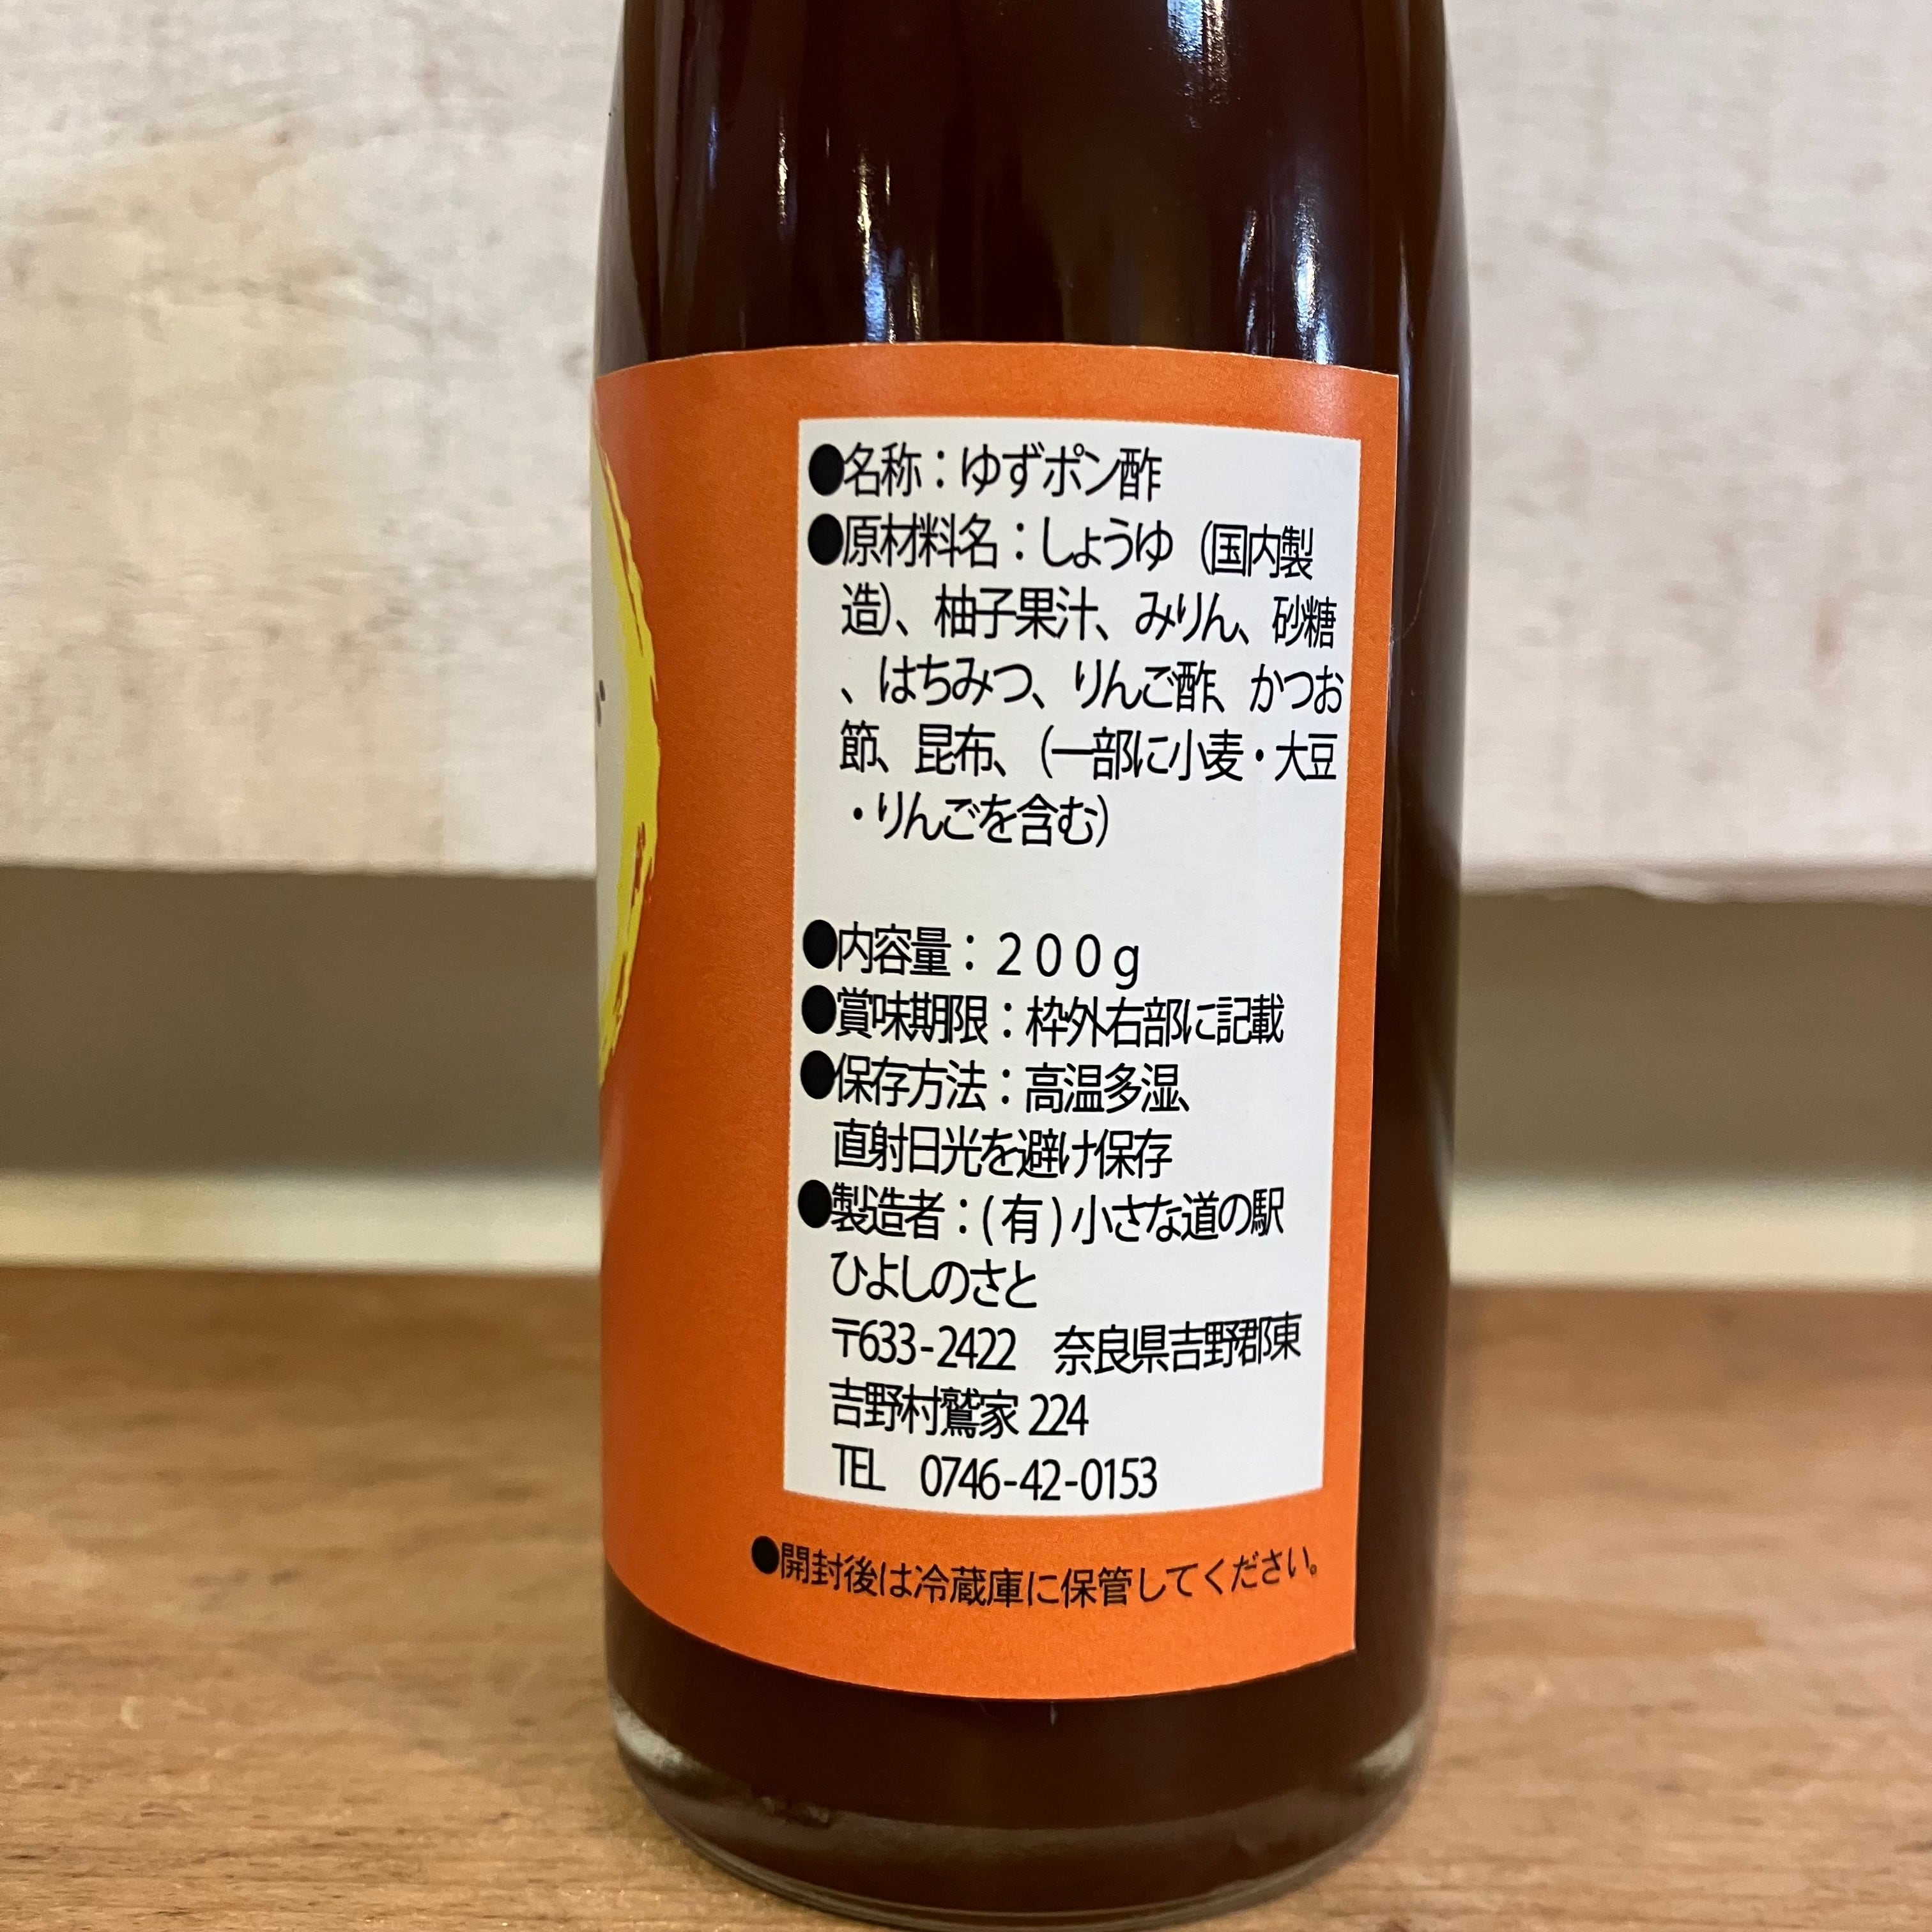 ●名称：ゆずポン酢
●原材料名：しょうゆ（国内製
造）、柚子果汁、みりん、砂糖
、はちみつ、りんご酢、かつお
節、昆布、（一部に小麦・大豆
・りんごを含む）
●内容量：２００ｇ
●賞味期限：枠外右部に記載
●保存方法：高温多湿、
直射日光を避け保存
●製造者：(有)小さな道の駅
ひよしのさと
〒633-2422　奈良県吉野郡東
吉野村鷲家 224
TEL　0746-42-0153
●開封後は冷蔵庫に保管してください。